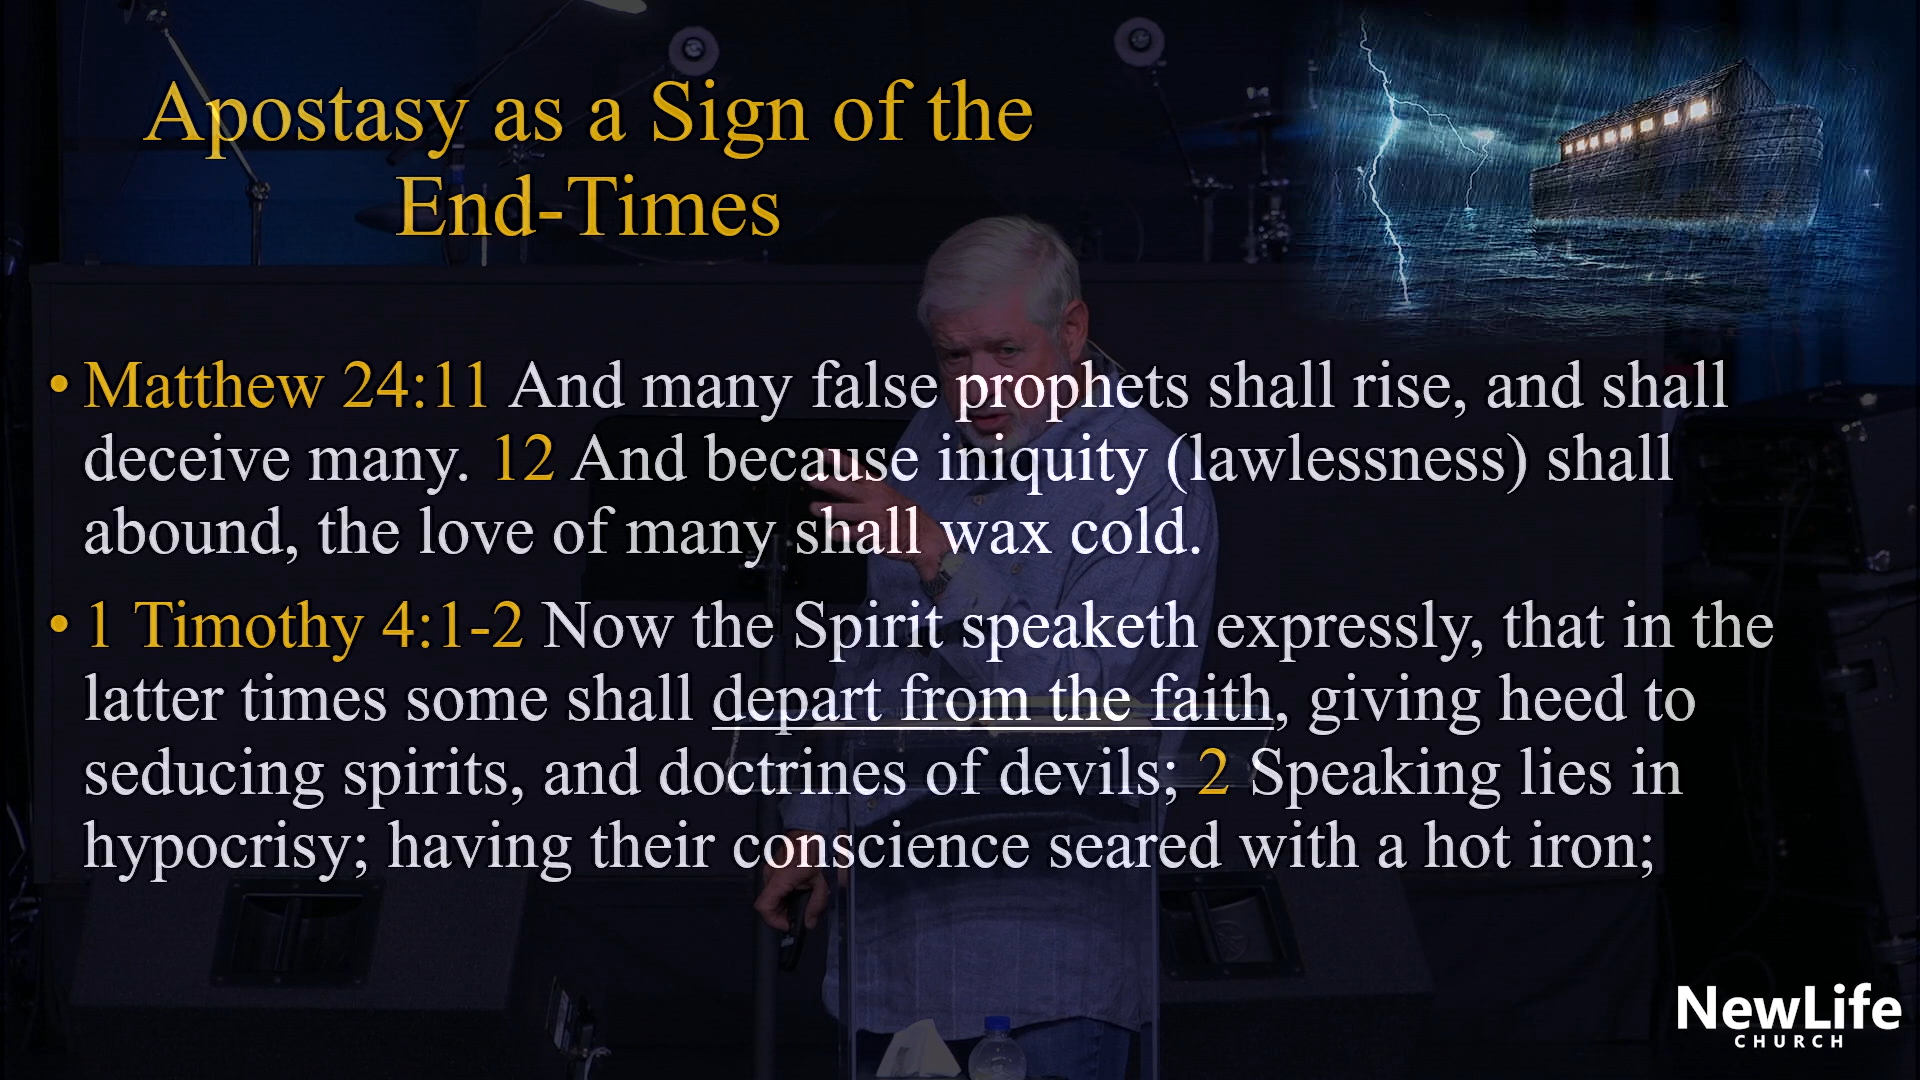 Apostasy as a Sign of the
End-Times
• Matthew 24:11 And many false prophets shall rise, and shall
deceive many. 12 And because iniquity (lawlessness) shall
abound, the love of many shall wax cold.
• 1 Timothy 4:1-2 Now the Spirit speaketh expressly, that in the
latter times some shall depart from the faith, giving heed to
seducing spirits, and doctrines of devils; 2 Speaking lies in
hypocrisy; having their conscience seared with a hot iron;
NewLife
CHURCH